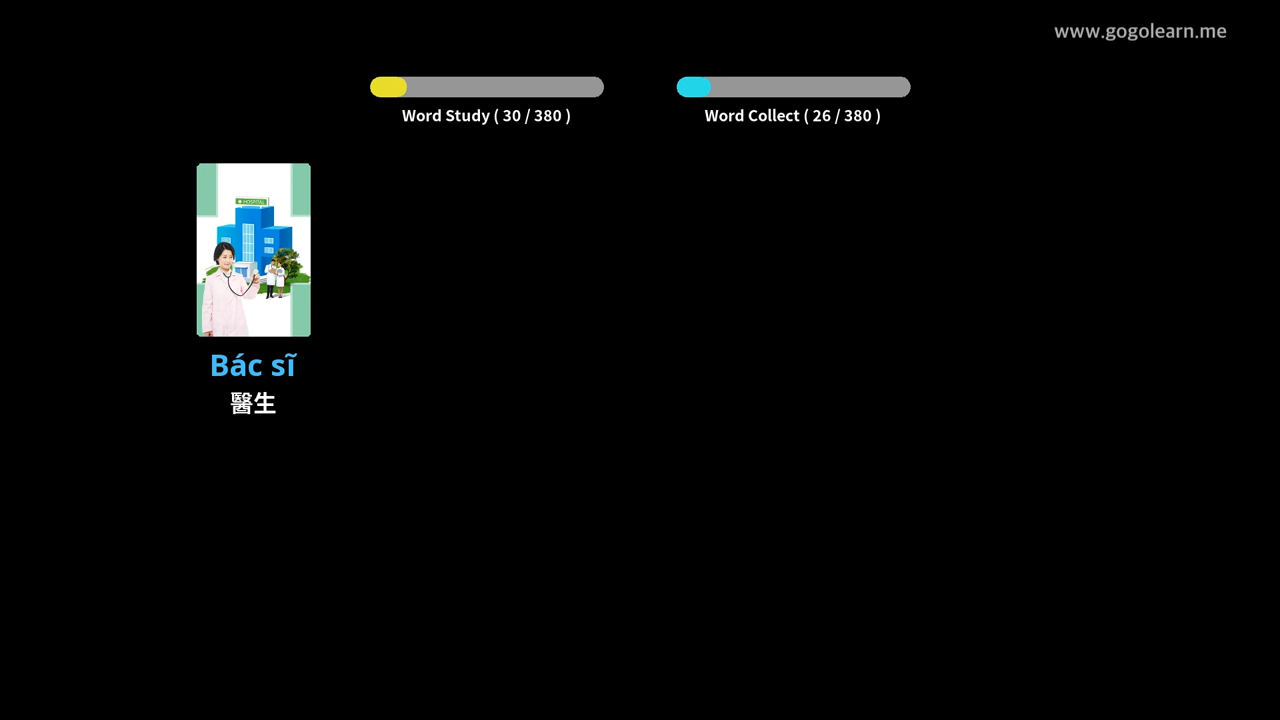 www.gogolearn.me
Word Study ( 30 / 380 )
Word Collect ( 26 / 380 )
HOSPITAL
Bác sĩ
醫生